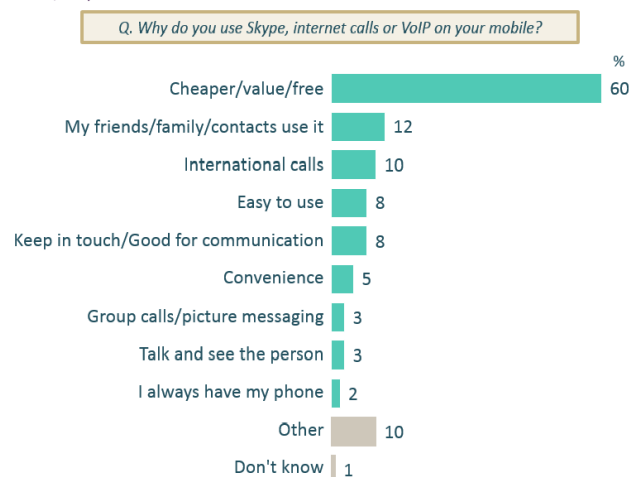 Q. Why do you use Skype, internet calls or VoIP on your mobile?
%
Cheaper/value/free 60
My friends/family/contacts use it 12
International calls 10
Easy to use 8
Keep in touch/Good for communication 8
Convenience 5
Group calls/picture messaging 3
Talk and see the person 3
I always have my phone 2
Other 10
Don't know 1